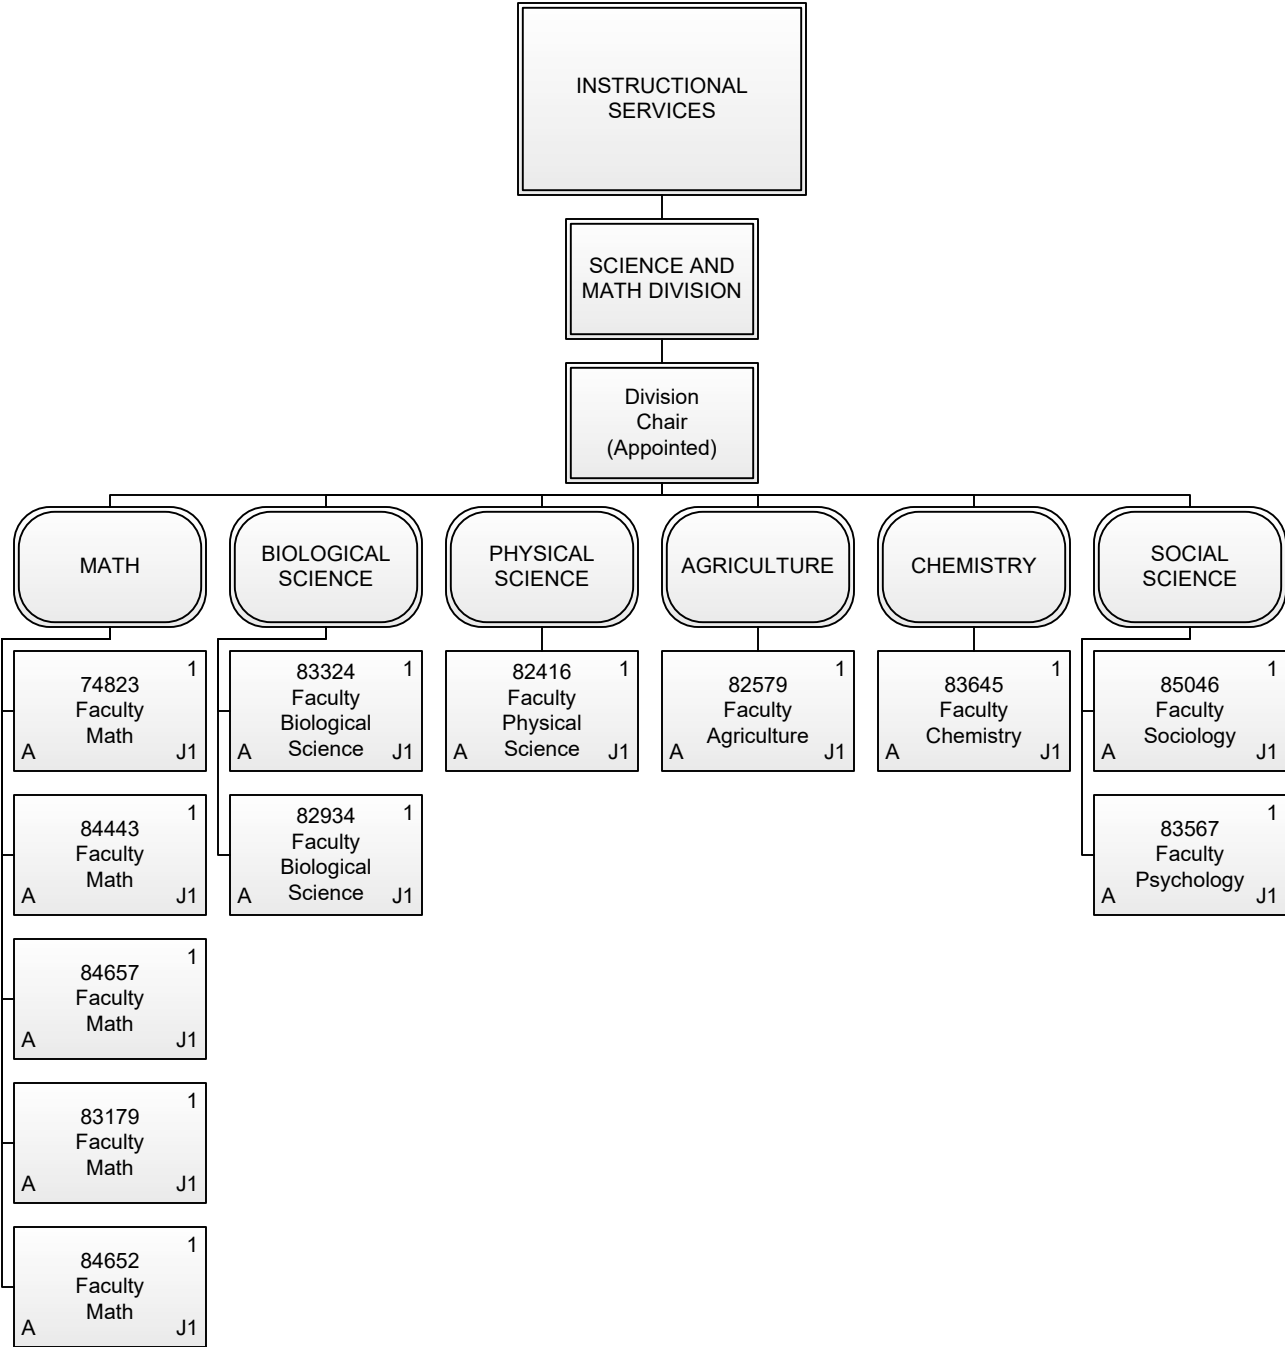 INSTRUCTIONAL
SERVICES
SCIENCE AND
MATH DIVISION
Division
Chair
(Appointed)
MATH
BIOLOGICAL
SCIENCE
PHYSICAL
SCIENCE
AGRICULTURE
CHEMISTRY
SOCIAL
SCIENCE
1
74823
Faculty
Math
A
J1
1
84443
Faculty
Math
A
J1
1
84657
Faculty
Math
A
J1
1
83179
Faculty
Math
A
J1
1
84652
Faculty
Math
A
J1
1
83324
Faculty
Biological
Science
A
J1
1
82934
Faculty
Biological
Science
A
J1
1
82416
Faculty
Physical
Science
A
J1
1
82579
Faculty
Agriculture
A
J1
1
83645
Faculty
Chemistry
A
J1
1
85046
Faculty
Sociology
A
J1
1
83567
Faculty
Psychology
A
J1